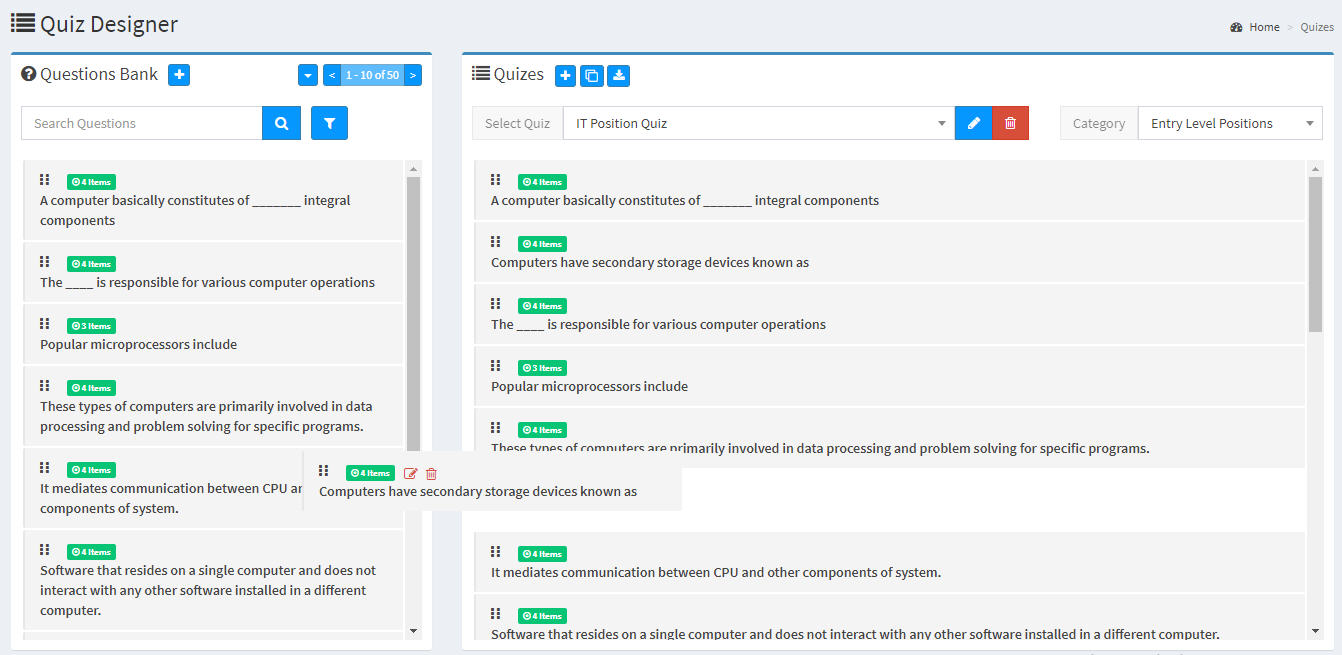 Quiz Designer
Home > Quizes
Questions Bank
< 1 - 10 of 50 >
Search Questions
4 Items
A computer basically constitutes of _______ integral
components
4 Items
The ____ is responsible for various computer operations
3 Items
Popular microprocessors include
4 Items
These types of computers are primarily involved in data
processing and problem solving for specific programs.
4 Items
It mediates communication between CPU
components of system.
4 Items
Software that resides on a single computer and does not
interact with any other software installed in a different
computer.
4 Items
Computers have secondary storage devices known as
Quizes
Select Quiz IT Position Quiz
Category Entry Level Positions
4 Items
A computer basically constitutes of _______ integral components
4 Items
Computers have secondary storage devices known as
4 Items
The ____ is responsible for various computer operations
3 Items
Popular microprocessors include
4 Items
These types of computers are primarily involved in data processing and problem solving for specific programs.
4 Items
It mediates communication between CPU and other components of system.
4 Items
Software that resides on a single computer and does not interact with any other software installed in a different computer.